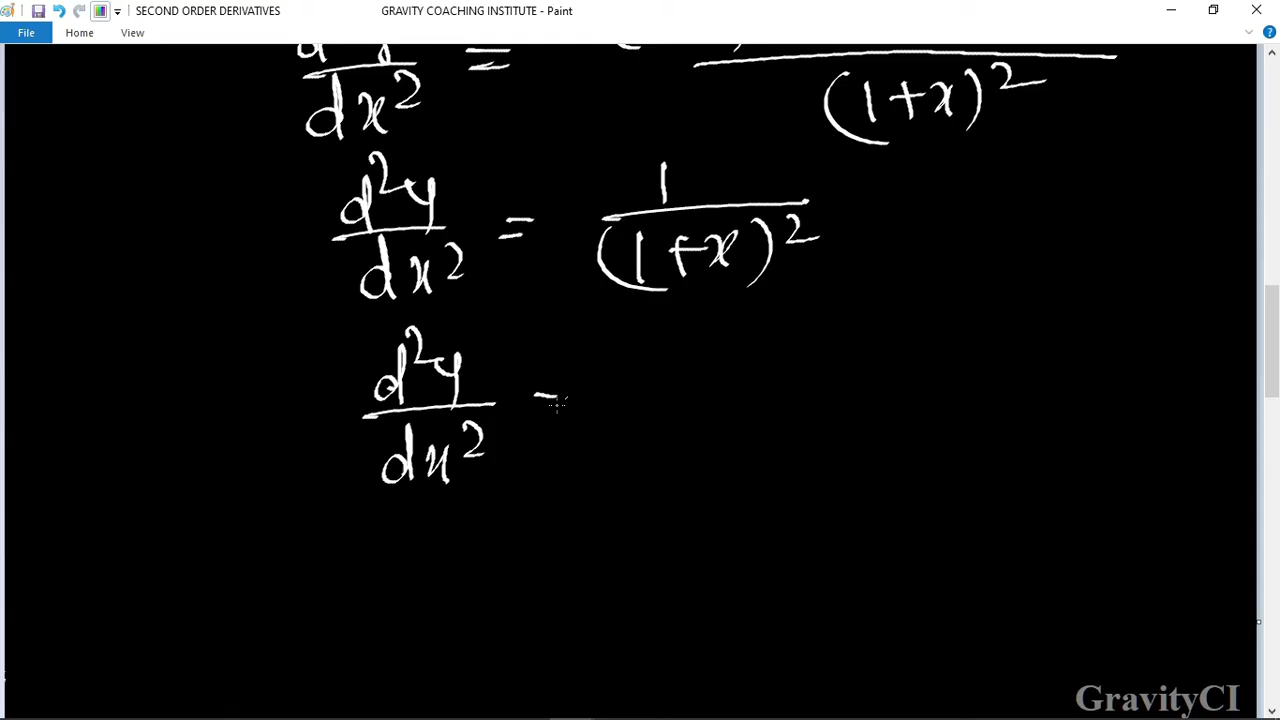 SECOND ORDER DERIVATIVES GRAVITY COACHING INSTITUTE - Paint
File Home View
dx² = (1+x)²
d²y/dx² = 1/(1+x)²
d²y/dx²
GravityCI